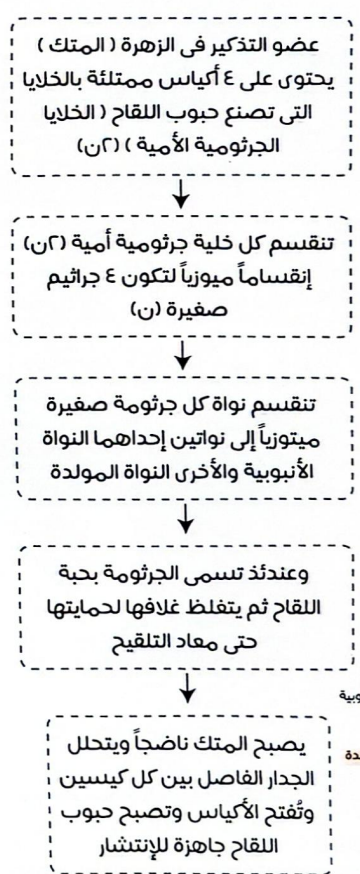 عضو التذكير فى الزهرة ( المتك )
يحتوى على ٤ أكياس ممتلئة بالخلايا
التى تصنع حبوب اللقاح ( الخلايا
الجرثومية الأمية ) (٢ن)
تنقسم كل خلية جرثومية أمية (٢ن)
إنقساماً ميوزياً لتكون ٤ جراثيم
صغيرة (ن)
تنقسم نواة كل جرثومة صغيرة
ميتوزياً إلى نواتين إحداهما النواة
الأنبوبية والأخرى النواة المولدة
وعندئذ تسمى الجرثومة بحبة
اللقاح ثم يتغلظ غلافها لحمايتها
حتى معاد التلقيح
يصبح المتك ناضجاً ويتحلل
الجدار الفاصل بين كل كيسين
وتُفتح الأكياس وتصبح حبوب
اللقاح جاهزة للإنتشار